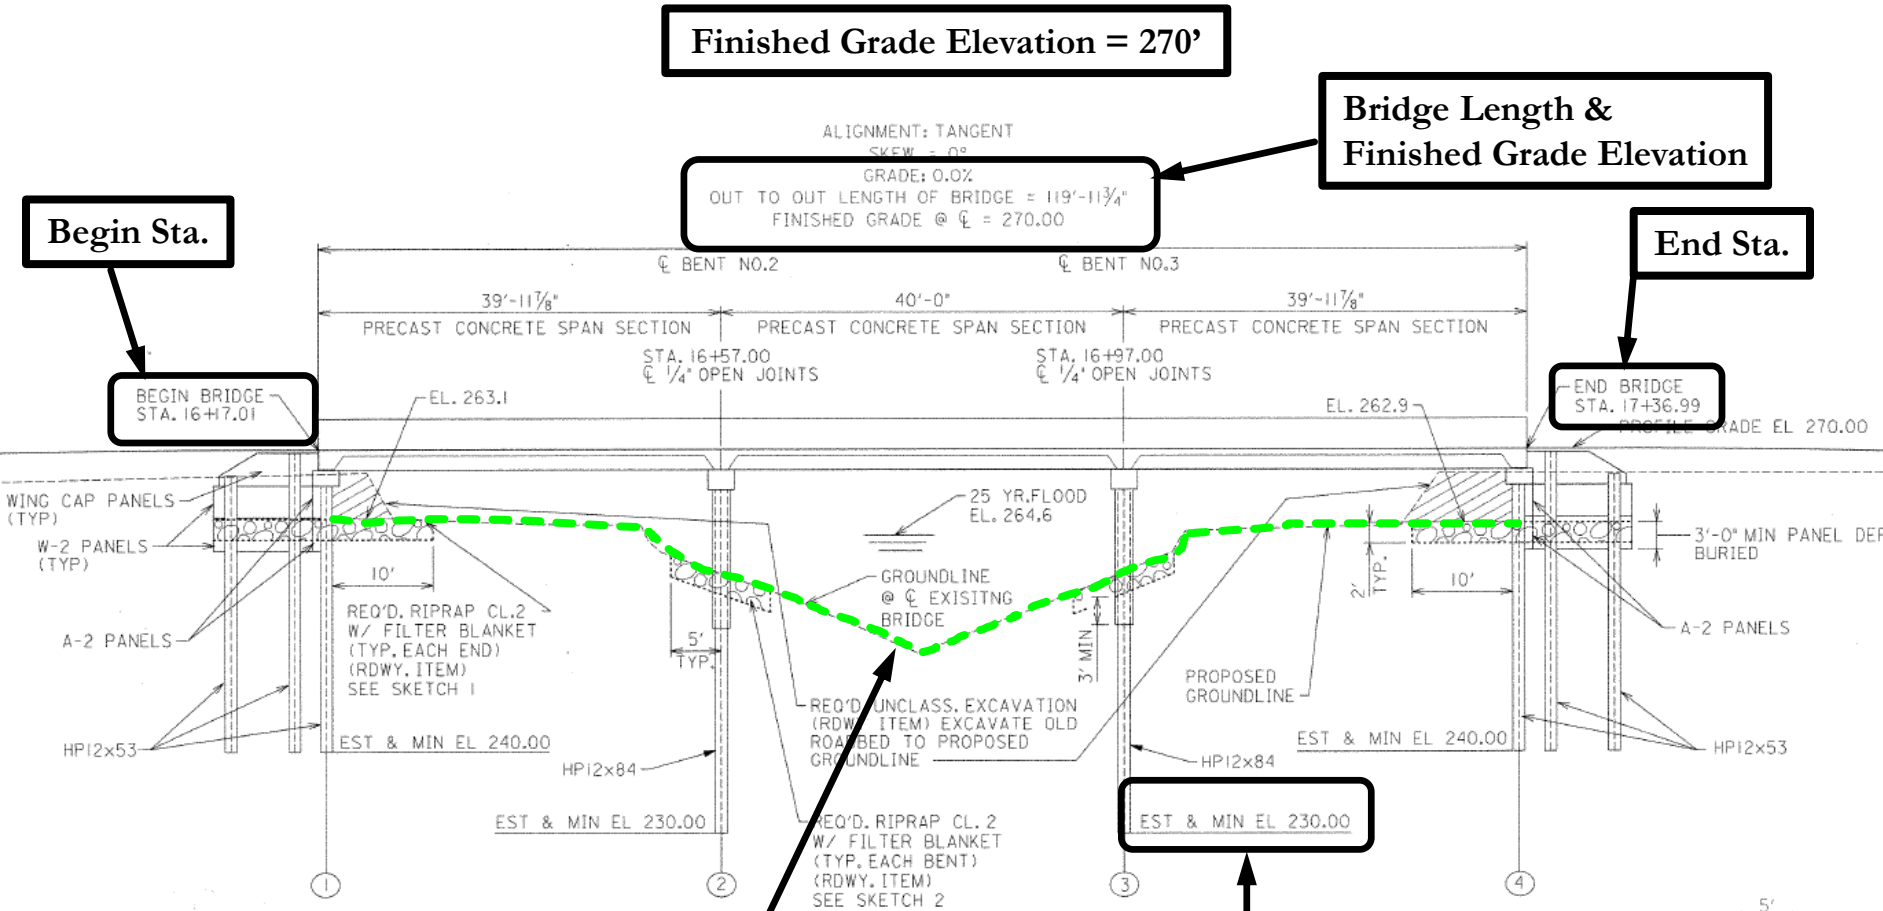 Finished Grade Elevation = 270’
Bridge Length &
Finished Grade Elevation
ALIGNMENT: TANGENT
SKEW = 0°
GRADE: 0.0%
OUT TO OUT LENGTH OF BRIDGE = 119'-11¾"
FINISHED GRADE @ ℄ = 270.00
Begin Sta.
End Sta.
℄ BENT NO.2
℄ BENT NO.3
39'-11⅞"
40'-0"
39'-11⅞"
PRECAST CONCRETE SPAN SECTION
PRECAST CONCRETE SPAN SECTION
PRECAST CONCRETE SPAN SECTION
STA. 16+57.00
℄ ¼" OPEN JOINTS
STA. 16+97.00
℄ ¼" OPEN JOINTS
BEGIN BRIDGE
STA. 16+17.01
EL. 263.1
EL. 262.9
END BRIDGE
STA. 17+36.99
PROFILE GRADE EL 270.00
WING CAP PANELS
(TYP)
W-2 PANELS
(TYP)
25 YR.FLOOD
EL. 264.6
3'-0" MIN PANEL DEP
BURIED
10'
GROUNDLINE
@ ℄ EXISITNG
BRIDGE
2'
TYP.
10'
REQ'D. RIPRAP CL.2
W/ FILTER BLANKET
(TYP. EACH END)
(RDWY. ITEM)
SEE SKETCH 1
A-2 PANELS
5'
TYP.
3' MIN
A-2 PANELS
PROPOSED
GROUNDLINE
REQ'D. UNCLASS. EXCAVATION
(RDWY. ITEM) EXCAVATE OLD
ROADBED TO PROPOSED
GROUNDLINE
HP12x53
EST & MIN EL 240.00
HP12x84
HP12x84
EST & MIN EL 240.00
HP12x53
EST & MIN EL 230.00
EST & MIN EL 230.00
REQ'D. RIPRAP CL. 2
W/ FILTER BLANKET
(TYP. EACH BENT)
(RDWY. ITEM)
SEE SKETCH 2
1
2
3
4
5'